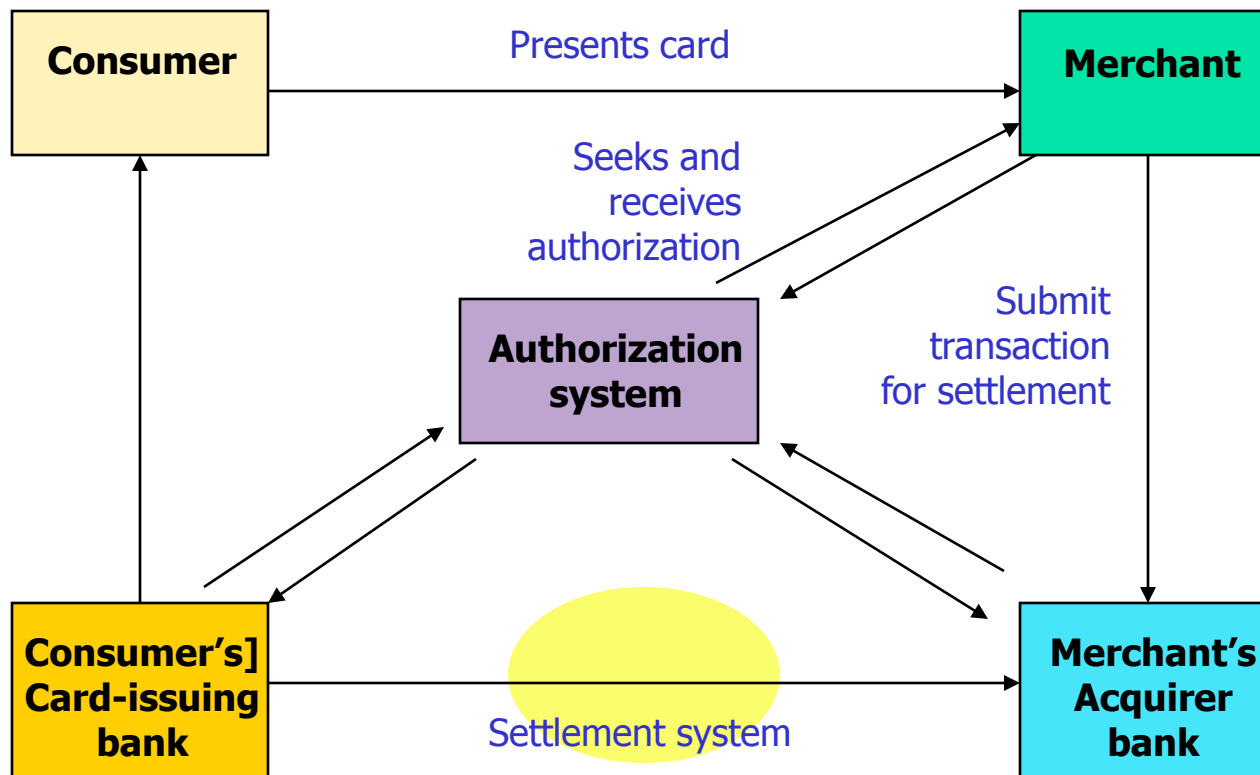 Consumer
Presents card
Merchant
Seeks and
receives
authorization
Authorization
system
Submit
transaction
for settlement
Consumer’s]
Card-issuing
bank
Settlement system
Merchant’s
Acquirer
bank